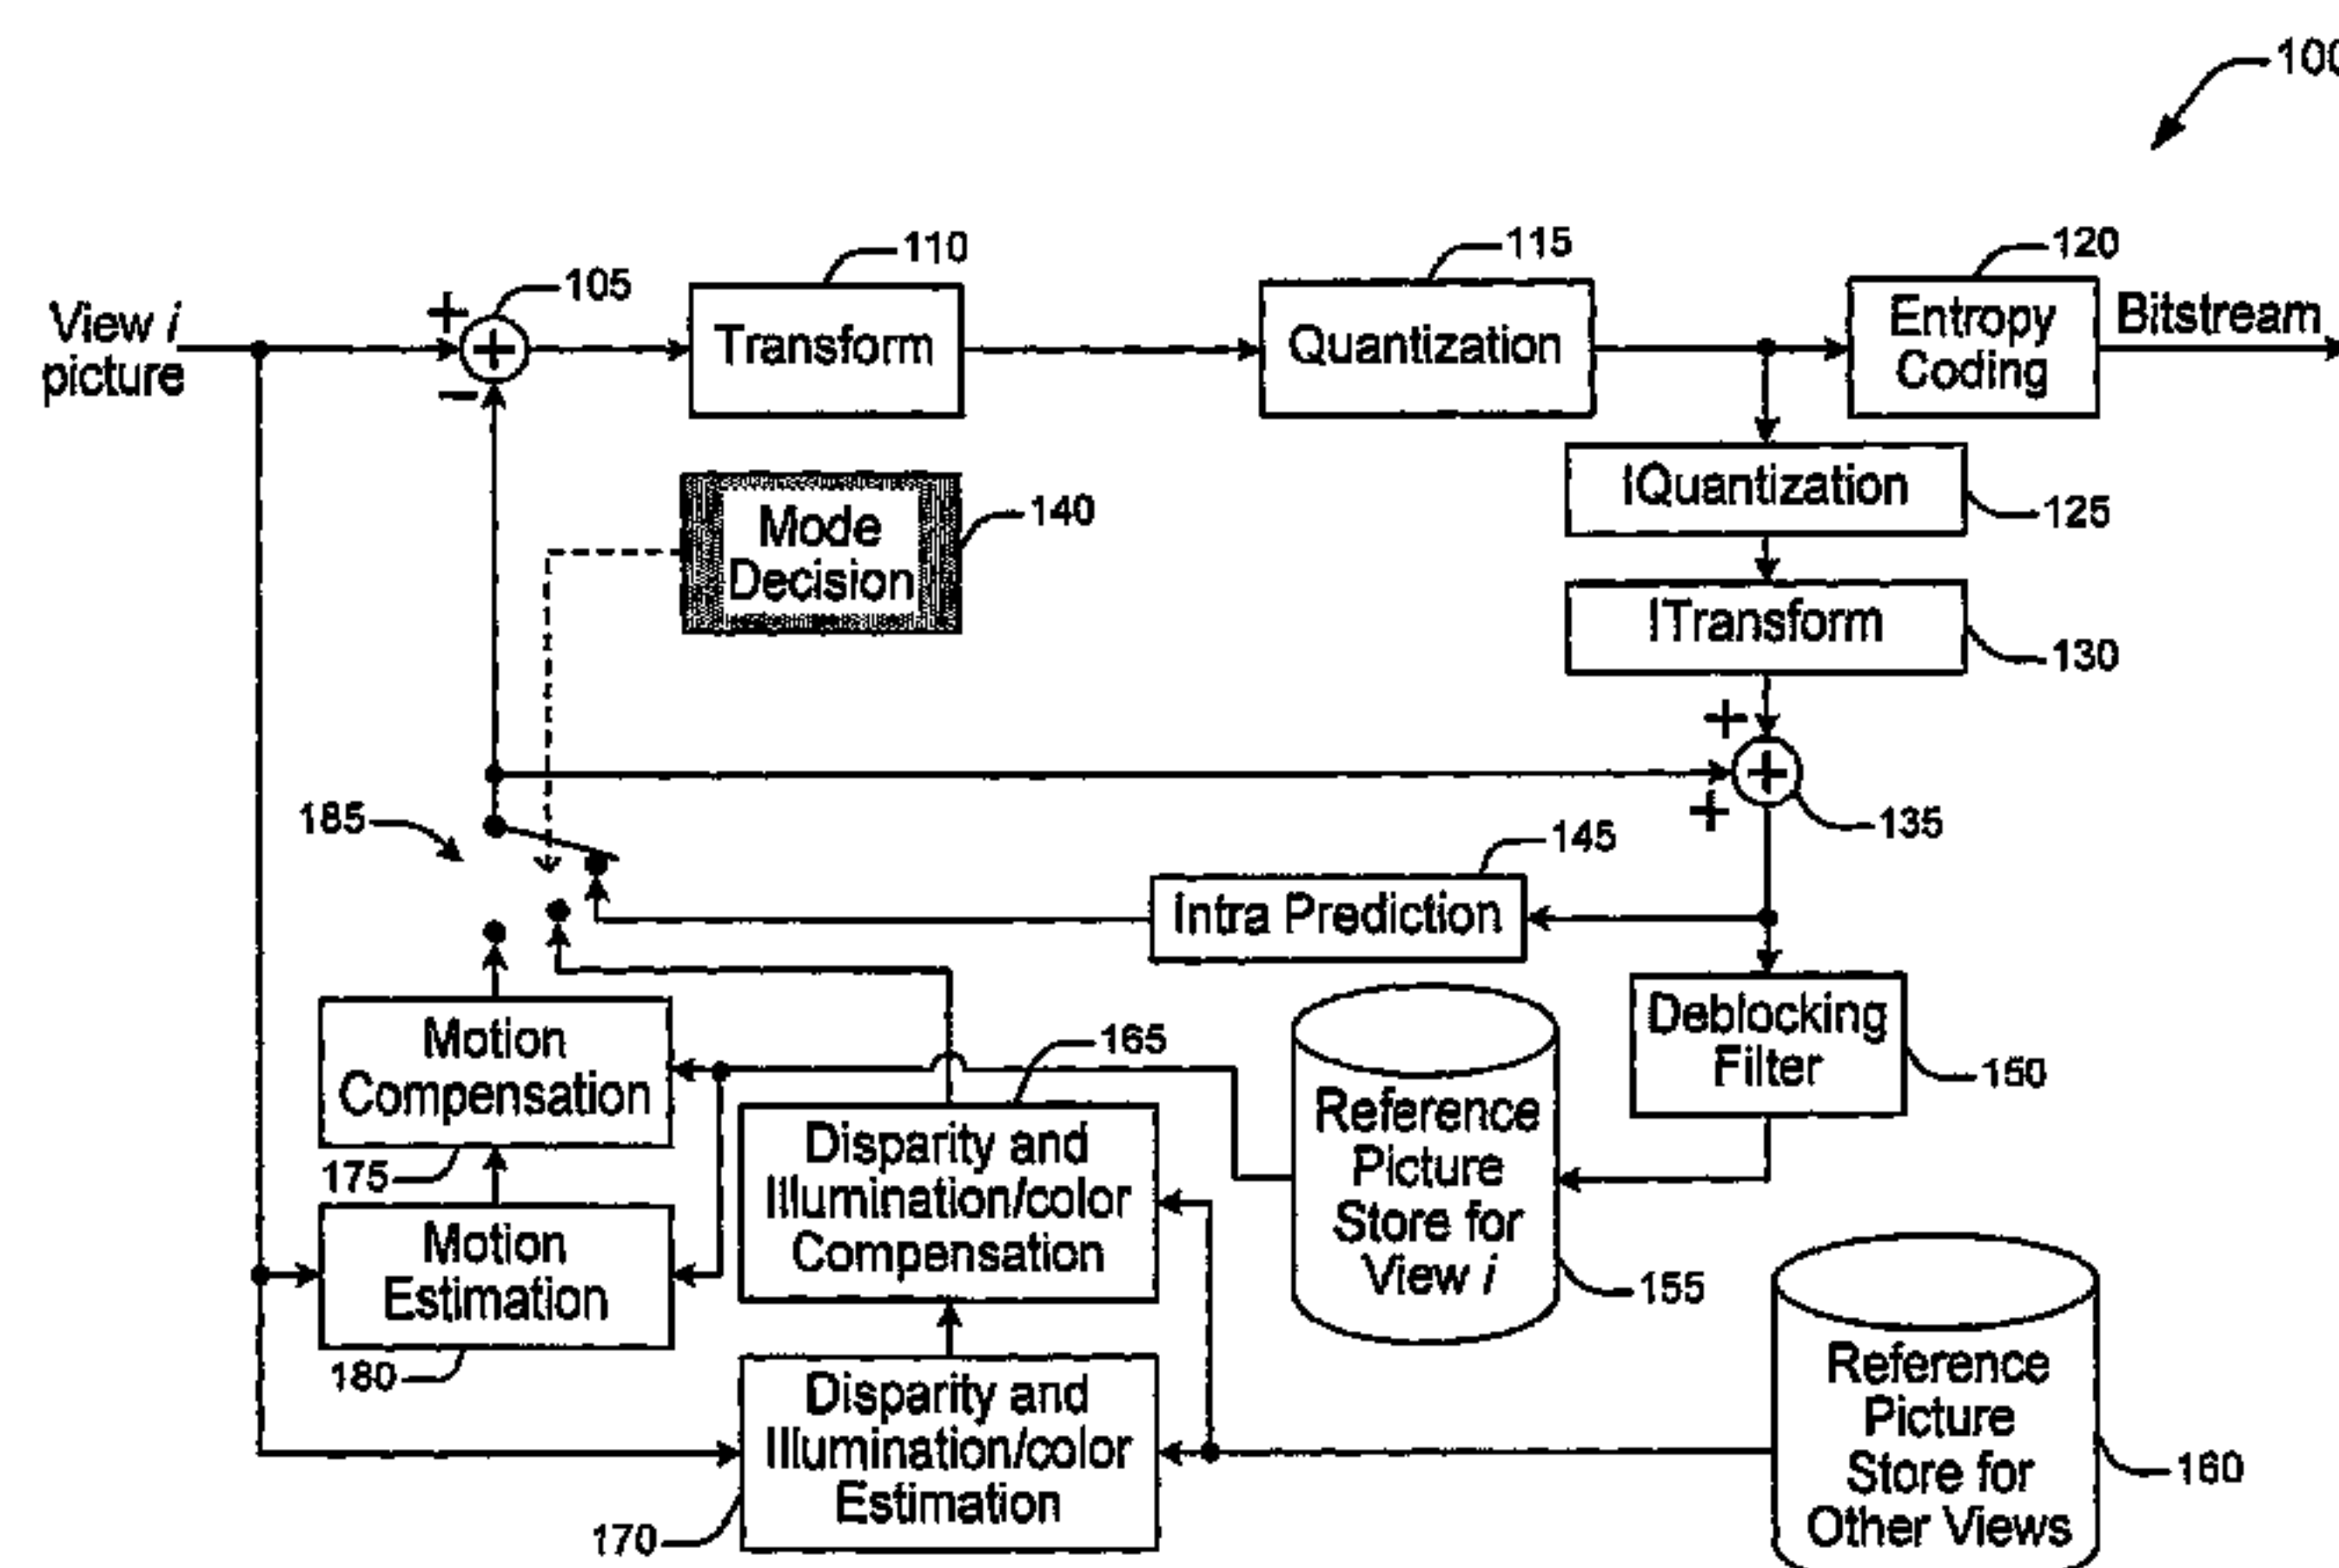 100
110
115
120
105
View i
picture
+
+
−
Transform
Quantization
Entropy
Coding
Bitstream
Mode
Decision
140
IQuantization
125
ITransform
130
+
+
+
135
185
145
Intra Prediction
Deblocking
Filter
150
Motion
Compensation
175
165
Disparity and
Illumination/color
Compensation
Reference
Picture
Store for
View i
155
Motion
Estimation
180
Disparity and
Illumination/color
Estimation
170
Reference
Picture
Store for
Other Views
160